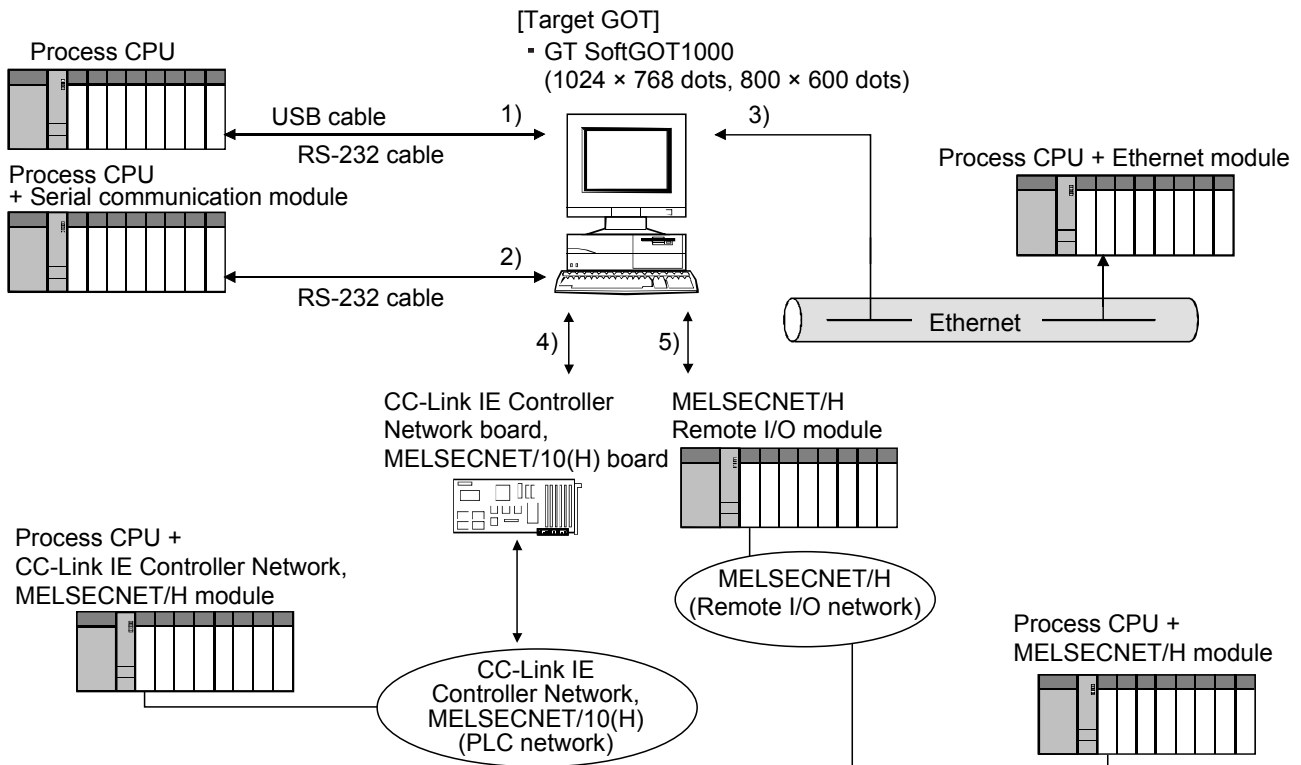 [Target GOT]
▪ GT SoftGOT1000
(1024 × 768 dots, 800 × 600 dots)
Process CPU
USB cable
1)
RS-232 cable
3)
Process CPU + Ethernet module
Process CPU
+ Serial communication module
2)
RS-232 cable
Ethernet
4)
5)
CC-Link IE Controller
Network board,
MELSECNET/10(H) board
MELSECNET/H
Remote I/O module
Process CPU +
CC-Link IE Controller Network,
MELSECNET/H module
MELSECNET/H
(Remote I/O network)
Process CPU +
MELSECNET/H module
CC-Link IE
Controller Network,
MELSECNET/10(H)
(PLC network)